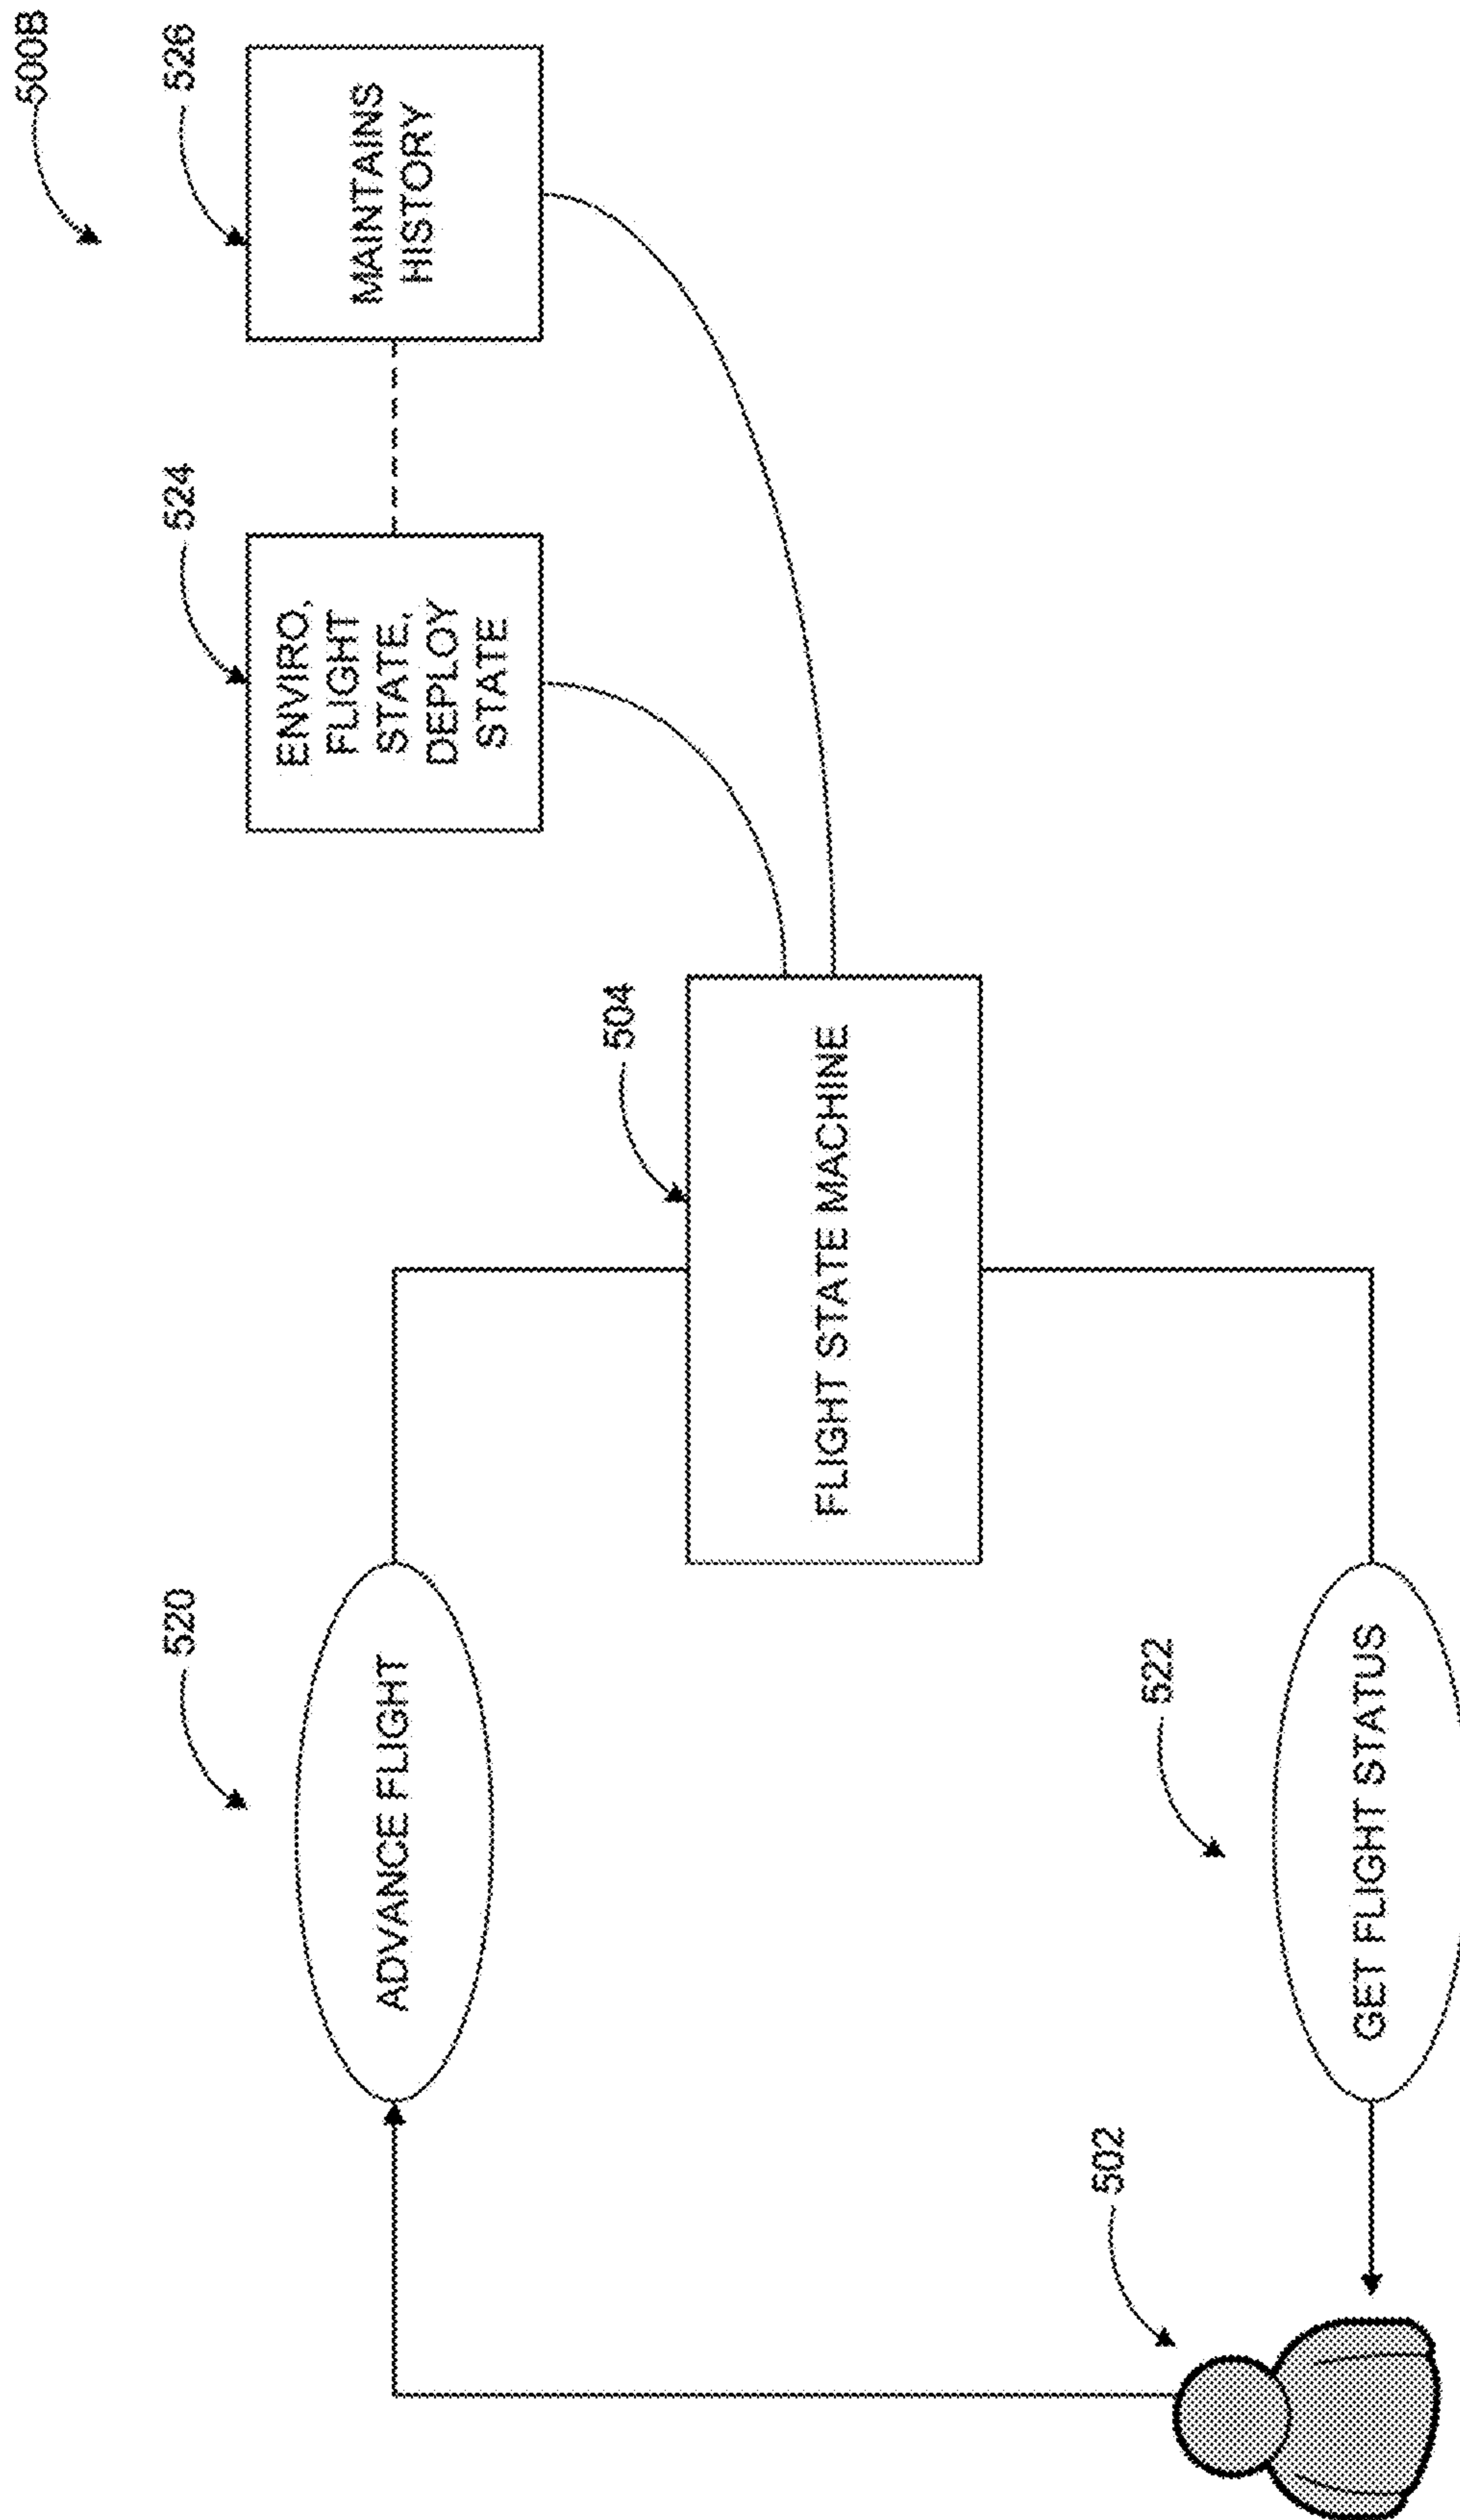 500B
520
524
526
ADVANCE FLIGHT
ENVIRO,
FLIGHT
STATE,
DEPLOY
STATE
MAINTAINS
HISTORY
504
FLIGHT STATE MACHINE
502
522
GET FLIGHT STATUS